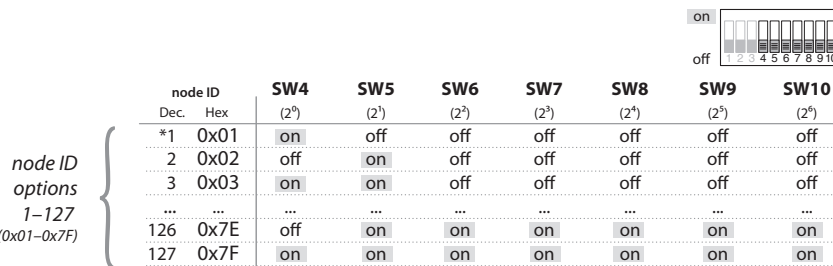 on
off 1 2 3 4 5 6 7 8 9 10
node ID SW4 SW5 SW6 SW7 SW8 SW9 SW10
Dec. Hex (2⁰) (2¹) (2²) (2³) (2⁴) (2⁵) (2⁶)
*1 0x01 on off off off off off off
2 0x02 off on off off off off off
3 0x03 on on off off off off off
... ... ... ... ... ... ... ... ...
126 0x7E off on on on on on on
127 0x7F on on on on on on on
node ID
options
1–127
(0x01–0x7F)